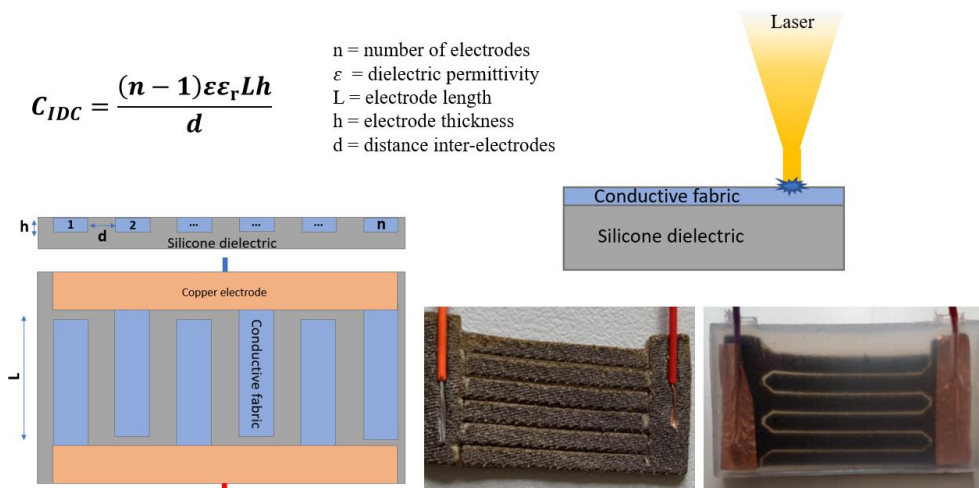 C_IDC = (n − 1)εε_rLh / d
n = number of electrodes
ε = dielectric permittivity
L = electrode length
h = electrode thickness
d = distance inter-electrodes
Laser
Conductive fabric
Silicone dielectric
h
1
d
2
...
...
...
n
Silicone dielectric
Copper electrode
L
Conductive fabric